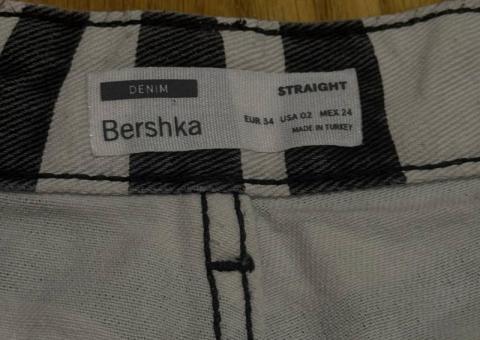 DENIM
Bershka
STRAIGHT
EUR 34 USA 02 MEX 24
MADE IN TURKEY